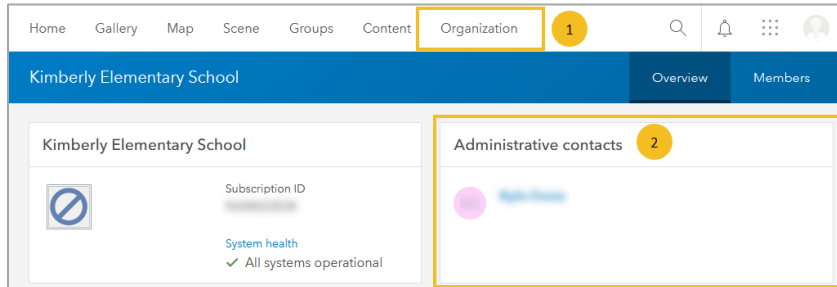 Home Gallery Map Scene Groups Content Organization 1
Kimberly Elementary School Overview Members
Kimberly Elementary School
Subscription ID
System health
All systems operational
Administrative contacts 2